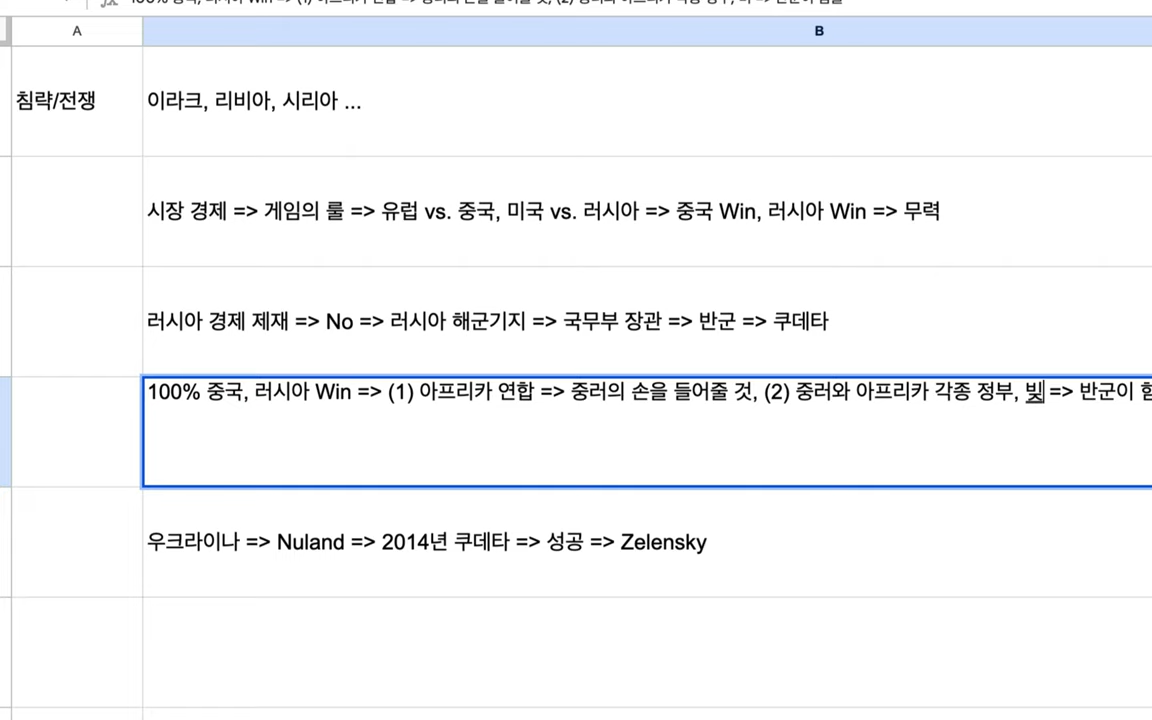 A
B
침략/전쟁
이라크, 리비아, 시리아 ...
시장 경제 => 게임의 룰 => 유럽 vs. 중국, 미국 vs. 러시아 => 중국 Win, 러시아 Win => 무력
러시아 경제 제재 => No => 러시아 해군기지 => 국무부 장관 => 반군 => 쿠데타
100% 중국, 러시아 Win => (1) 아프리카 연합 => 중러의 손을 들어줄 것, (2) 중러와 아프리카 각종 정부, 빚 => 반군이
우크라이나 => Nuland => 2014년 쿠데타 => 성공 => Zelensky